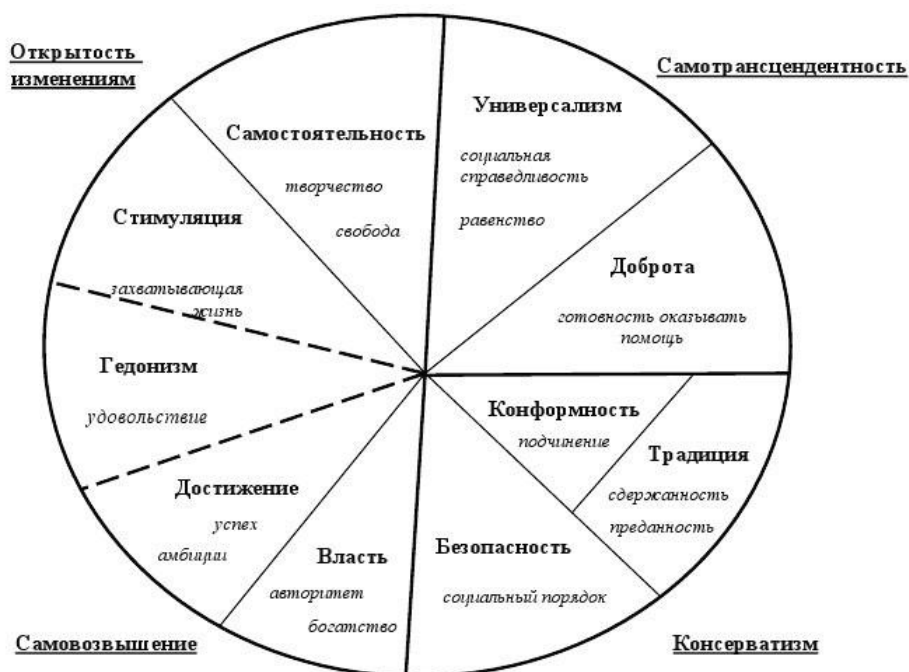 Открытость
изменениям
Самотрансцендентность
Универсализм
социальная
справедливость
равенство
Самостоятельность
творчество
свобода
Стимуляция
захватывающая
жизнь
Доброта
готовность оказывать
помощь
Гедонизм
удовольствие
Конформность
подчинение
Традиция
сдержанность
преданность
Достижение
успех
амбиции
Власть
авторитет
богатство
Безопасность
социальный порядок
Самовозвышение
Консерватизм